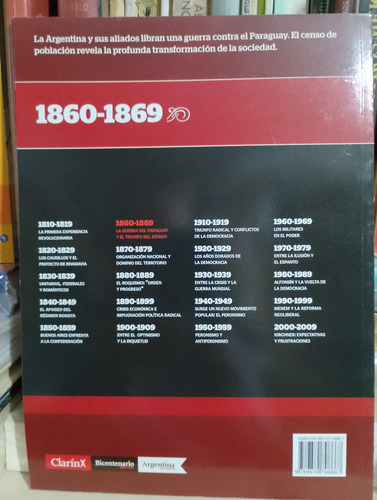 La Argentina y sus aliados libran una guerra contra el Paraguay. El censo de
población revela la profunda transformación de la sociedad.
1860-1869
1810-1819
LA PRIMERA EXPERIENCIA
REVOLUCIONARIA
1820-1829
LOS CAUDILLOS Y EL
PROYECTO DE RIVADAVIA
1830-1839
UNITARIOS, FEDERALES
Y ROMÁNTICOS
1840-1849
EL APOGEO DEL
RÉGIMEN ROSISTA
1850-1859
BUENOS AIRES ENFRENTA
A LA CONFEDERACIÓN
1860-1869
LA GUERRA DEL PARAGUAY
Y EL TRIUNFO DEL ESTADO
1870-1879
ORGANIZACIÓN NACIONAL Y
DOMINIO DEL TERRITORIO
1880-1889
EL ROQUISMO: "ORDEN
Y PROGRESO"
1890-1899
CRISIS ECONÓMICA E
IMPUGNACIÓN POLÍTICA RADICAL
1900-1909
ENTRE EL OPTIMISMO
Y LA INQUIETUD
1910-1919
TRIUNFO RADICAL Y CONFLICTOS
DE LA DEMOCRACIA
1920-1929
LOS AÑOS DORADOS DE
LA DEMOCRACIA
1930-1939
ENTRE LA CRISIS Y LA
GUERRA MUNDIAL
1940-1949
SURGE UN NUEVO MOVIMIENTO
POPULAR: EL PERONISMO
1950-1959
PERONISMO Y
ANTIPERONISMO
1960-1969
LOS MILITARES
EN EL PODER
1970-1979
ENTRE LA ILUSIÓN Y
EL ESPANTO
1980-1989
ALFONSÍN Y LA VUELTA DE
LA DEMOCRACIA
1990-1999
MENEM Y LA REFORMA
NEOLIBERAL
2000-2009
KIRCHNER: EXPECTATIVAS
Y FRUSTRACIONES
Clarín
Bicentenario
Argentina